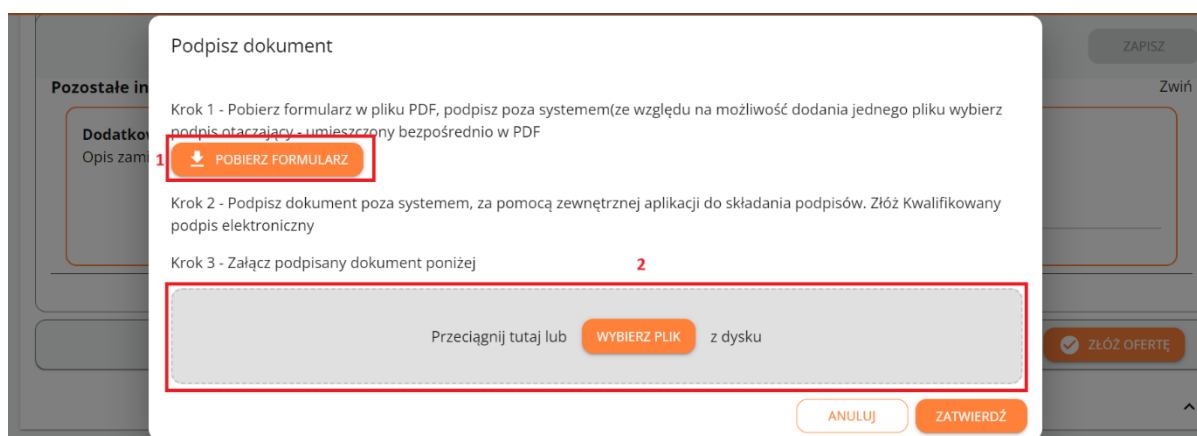 Podpisz dokument
ZAPISZ
Pozostałe in
Zwiń
Krok 1 - Pobierz formularz w pliku PDF, podpisz poza systemem(ze względu na możliwość dodania jednego pliku wybierz
podpis otaczający - umieszczony bezpośrednio w PDF
Dodatko
Opis zami
1
POBIERZ FORMULARZ
Krok 2 - Podpisz dokument poza systemem, za pomocą zewnętrznej aplikacji do składania podpisów. Złóż Kwalifikowany
podpis elektroniczny
Krok 3 - Załącz podpisany dokument poniżej
2
Przeciągnij tutaj lub WYBIERZ PLIK z dysku
ZŁÓŻ OFERTĘ
ANULUJ ZATWIERDŹ